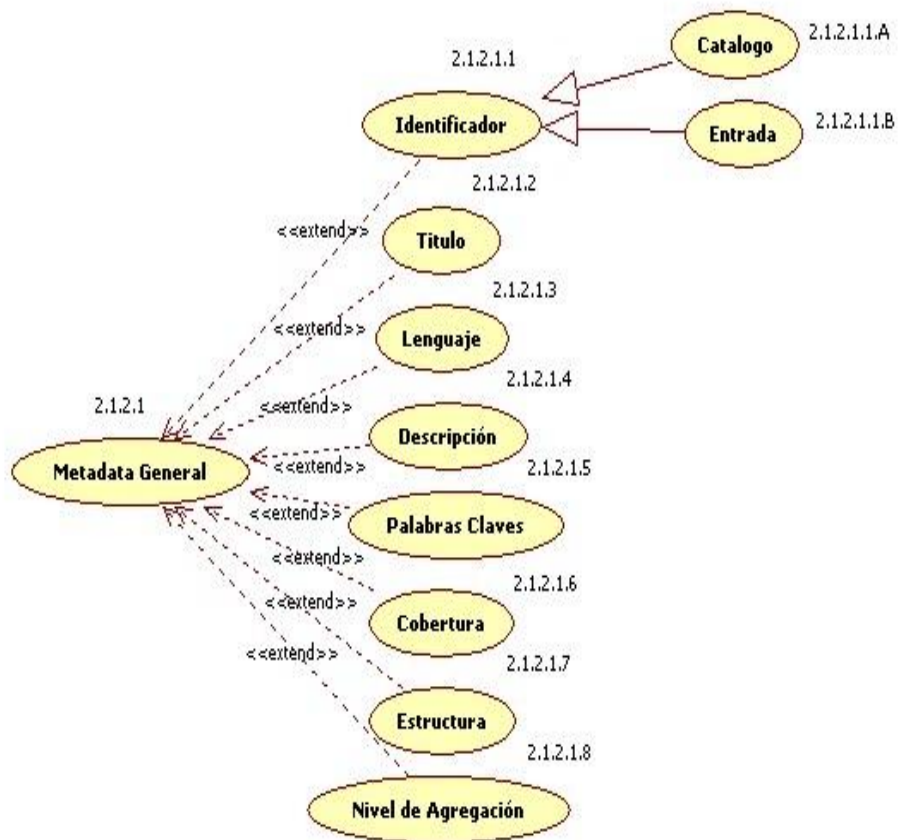 2.1.2.1.1.A
Catalogo
2.1.2.1.1
Identificador
Entrada
2.1.2.1.1.B
2.1.2.1.2
<<extend>>
Titulo
2.1.2.1.3
<<extend>>
Lenguaje
2.1.2.1.4
<<extend>>
2.1.2.1
Descripción
Metadata General
<<extend>>
2.1.2.1.5
<<extend>>
Palabras Claves
<<extend>>
2.1.2.1.6
<<extend>>
Cobertura
<<extend>>
2.1.2.1.7
Estructura
2.1.2.1.8
Nivel de Agregación